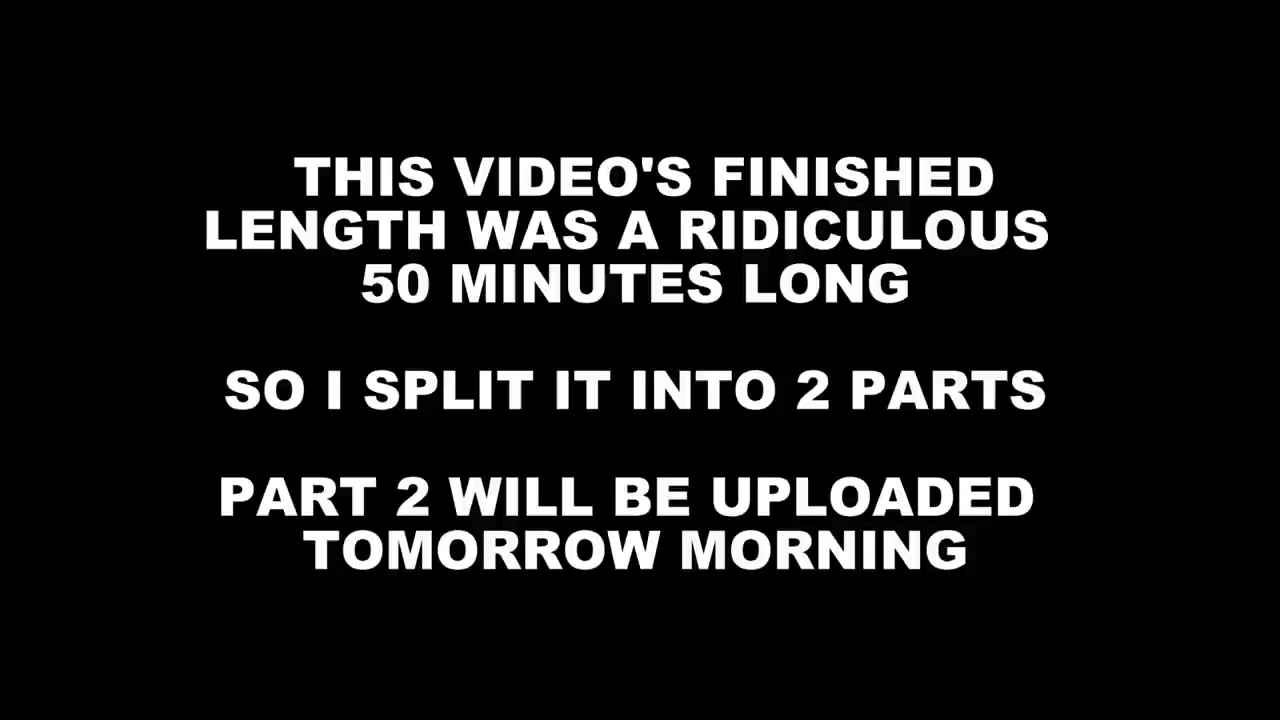 THIS VIDEO'S FINISHED
LENGTH WAS A RIDICULOUS
50 MINUTES LONG
SO I SPLIT IT INTO 2 PARTS
PART 2 WILL BE UPLOADED
TOMORROW MORNING